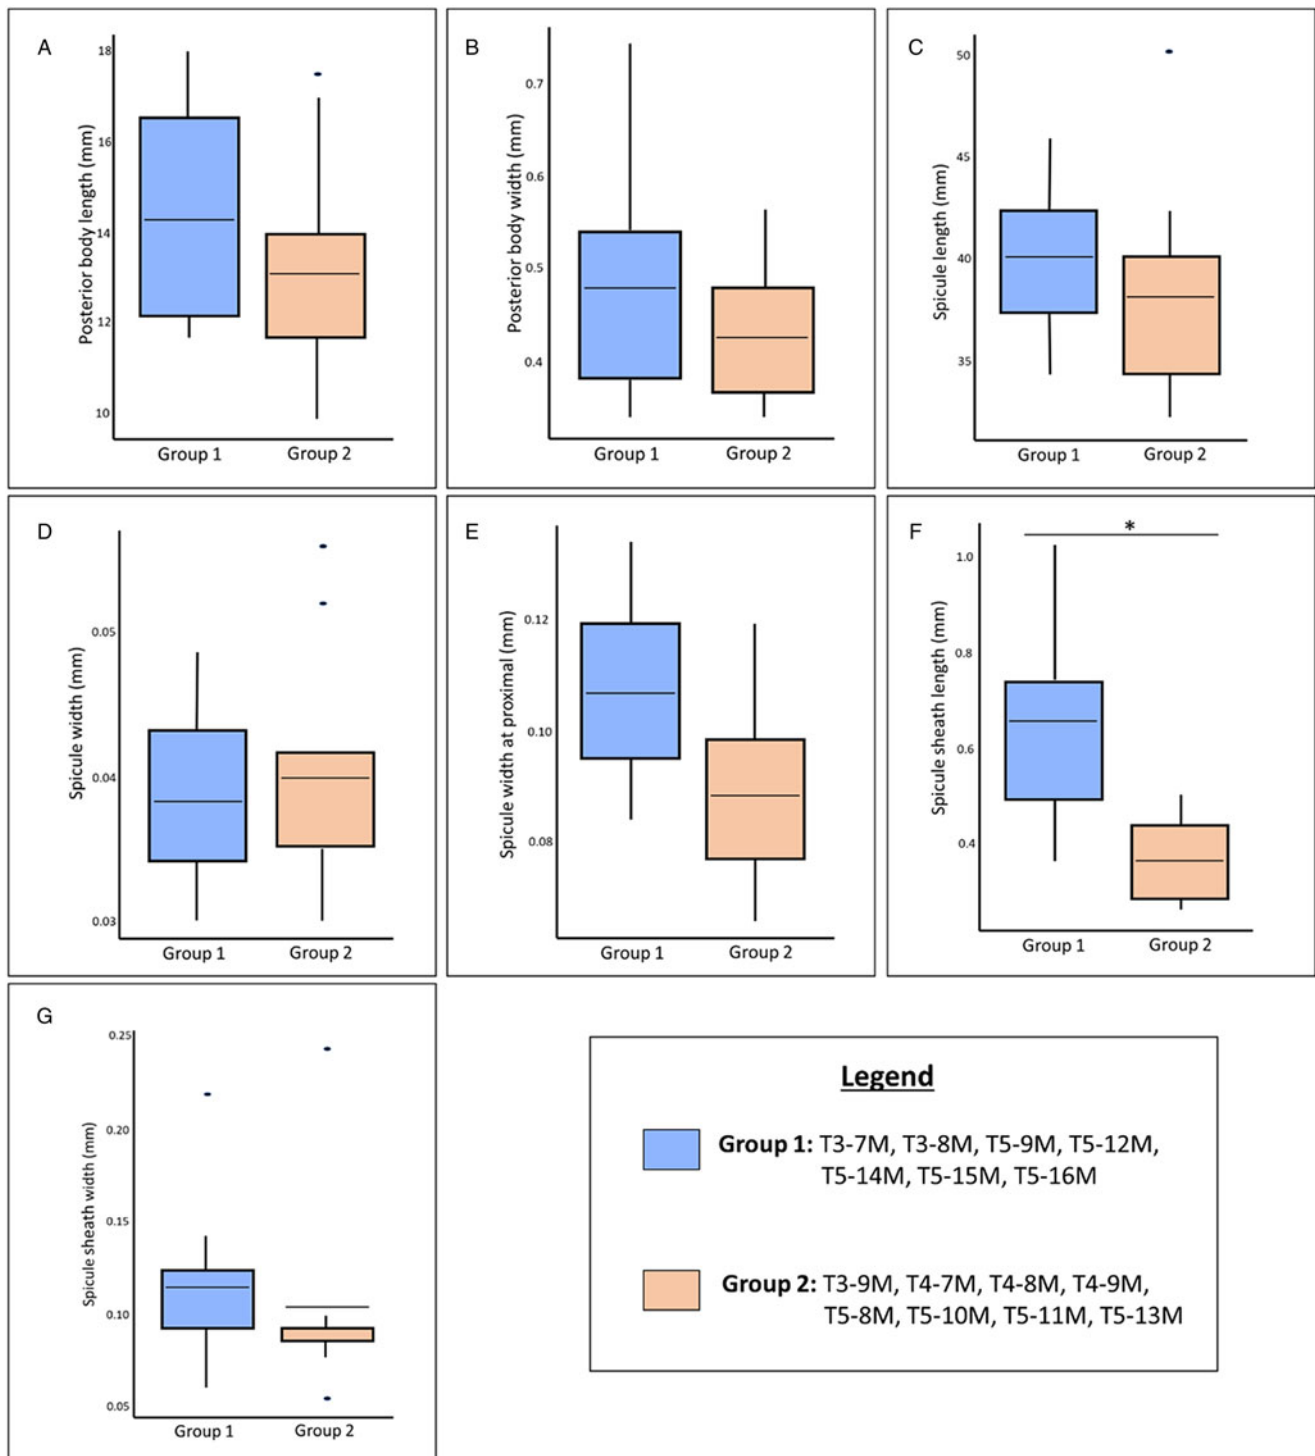 A
Posterior body length (mm)
18
16
14
12
10
Group 1
Group 2
B
Posterior body width (mm)
0.7
0.6
0.5
0.4
Group 1
Group 2
C
Spicule length (mm)
50
45
40
35
Group 1
Group 2
D
Spicule width (mm)
0.05
0.04
0.03
Group 1
Group 2
E
Spicule width at proximal (mm)
0.12
0.10
0.08
Group 1
Group 2
F
*
Spicule sheath length (mm)
1.0
0.8
0.6
0.4
Group 1
Group 2
G
Spicule sheath width (mm)
0.25
0.20
0.15
0.10
0.05
Group 1
Group 2
Legend
Group 1: T3-7M, T3-8M, T5-9M, T5-12M,
T5-14M, T5-15M, T5-16M
Group 2: T3-9M, T4-7M, T4-8M, T4-9M,
T5-8M, T5-10M, T5-11M, T5-13M